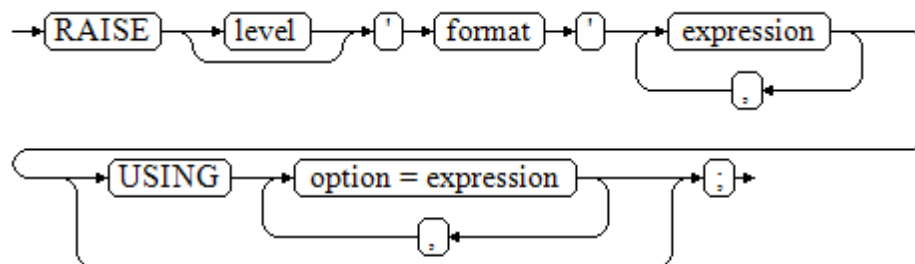 RAISE level ' format ' expression
,
USING option = expression ;
,